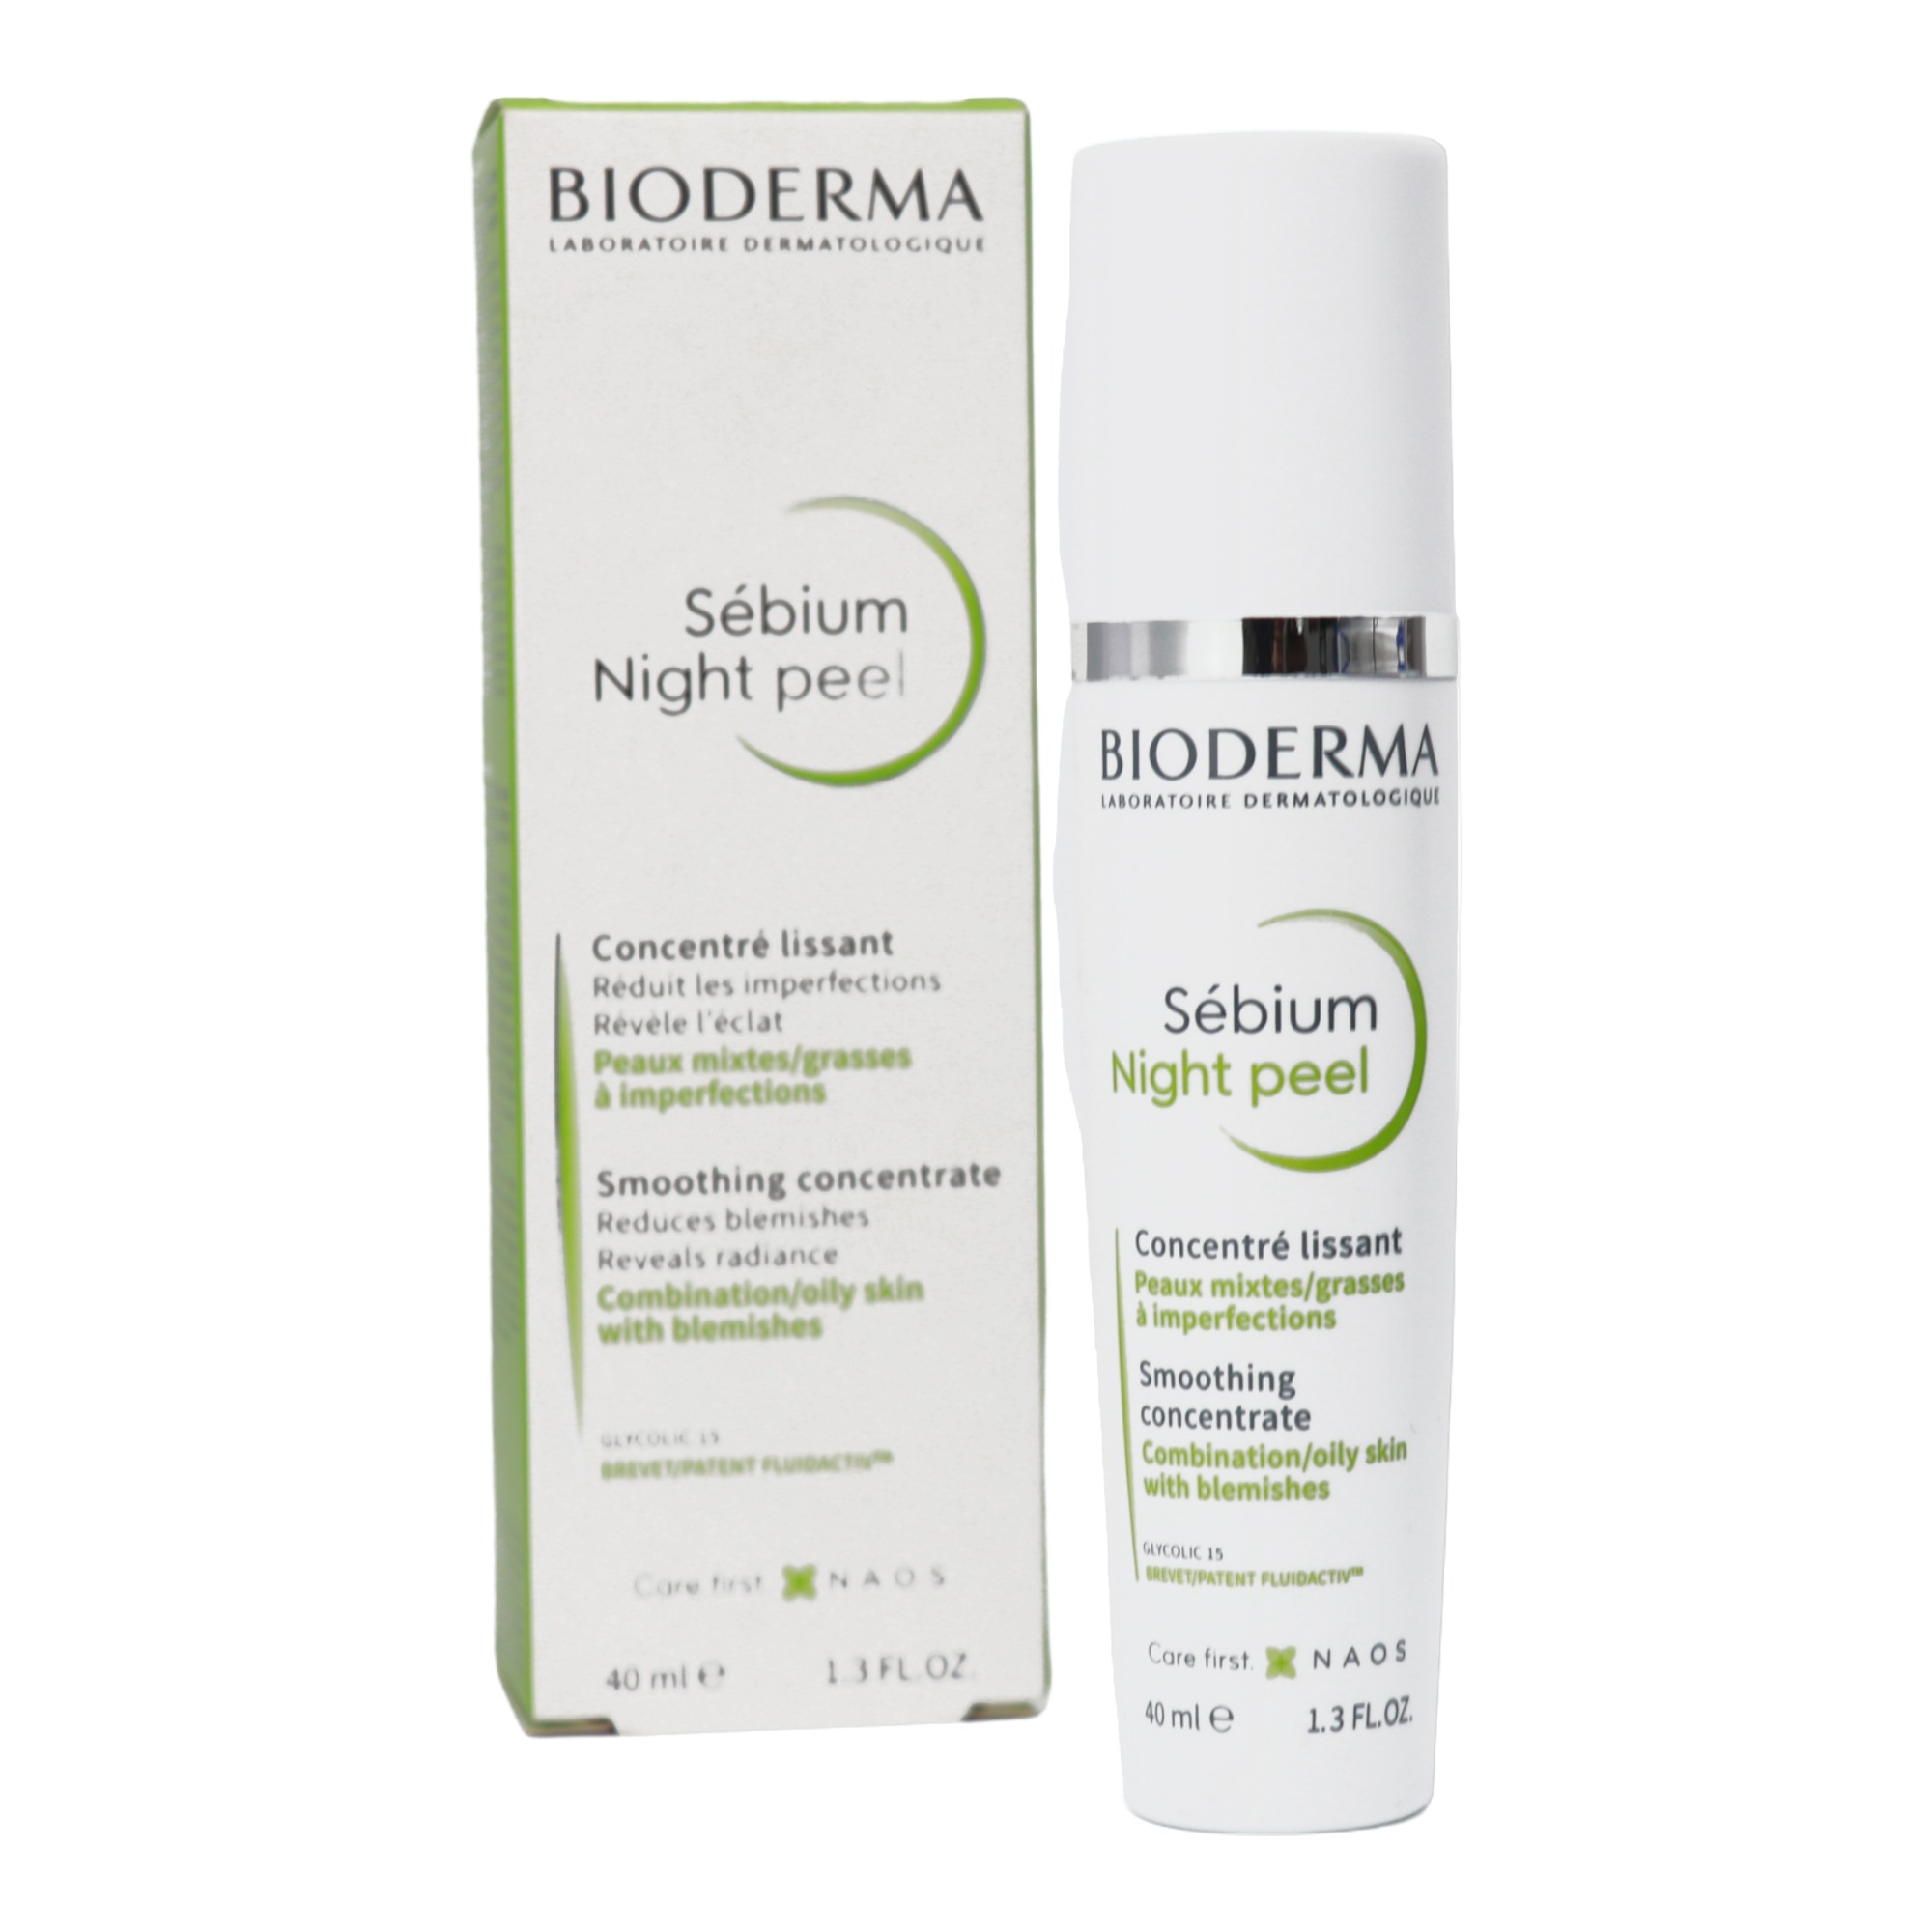 BIODERMA
LABORATOIRE DERMATOLOGIQUE
Sébium
Night peel
Concentré lissant
Réduit les imperfections
Révèle l'éclat
Peaux mixtes/grasses
à imperfections
Smoothing concentrate
Reduces blemishes
Reveals radiance
Combination/oily skin
with blemishes
GLYCOLIC 15
BREVET/PATENT FLUIDACTIV™
Care first. NAOS
40 ml ℮ 1.3 FL.OZ.
BIODERMA
LABORATOIRE DERMATOLOGIQUE
Sébium
Night peel
Concentré lissant
Peaux mixtes/grasses
à imperfections
Smoothing
concentrate
Combination/oily skin
with blemishes
GLYCOLIC 15
BREVET/PATENT FLUIDACTIV™
Care first. NAOS
40 ml ℮ 1.3 FL.OZ.